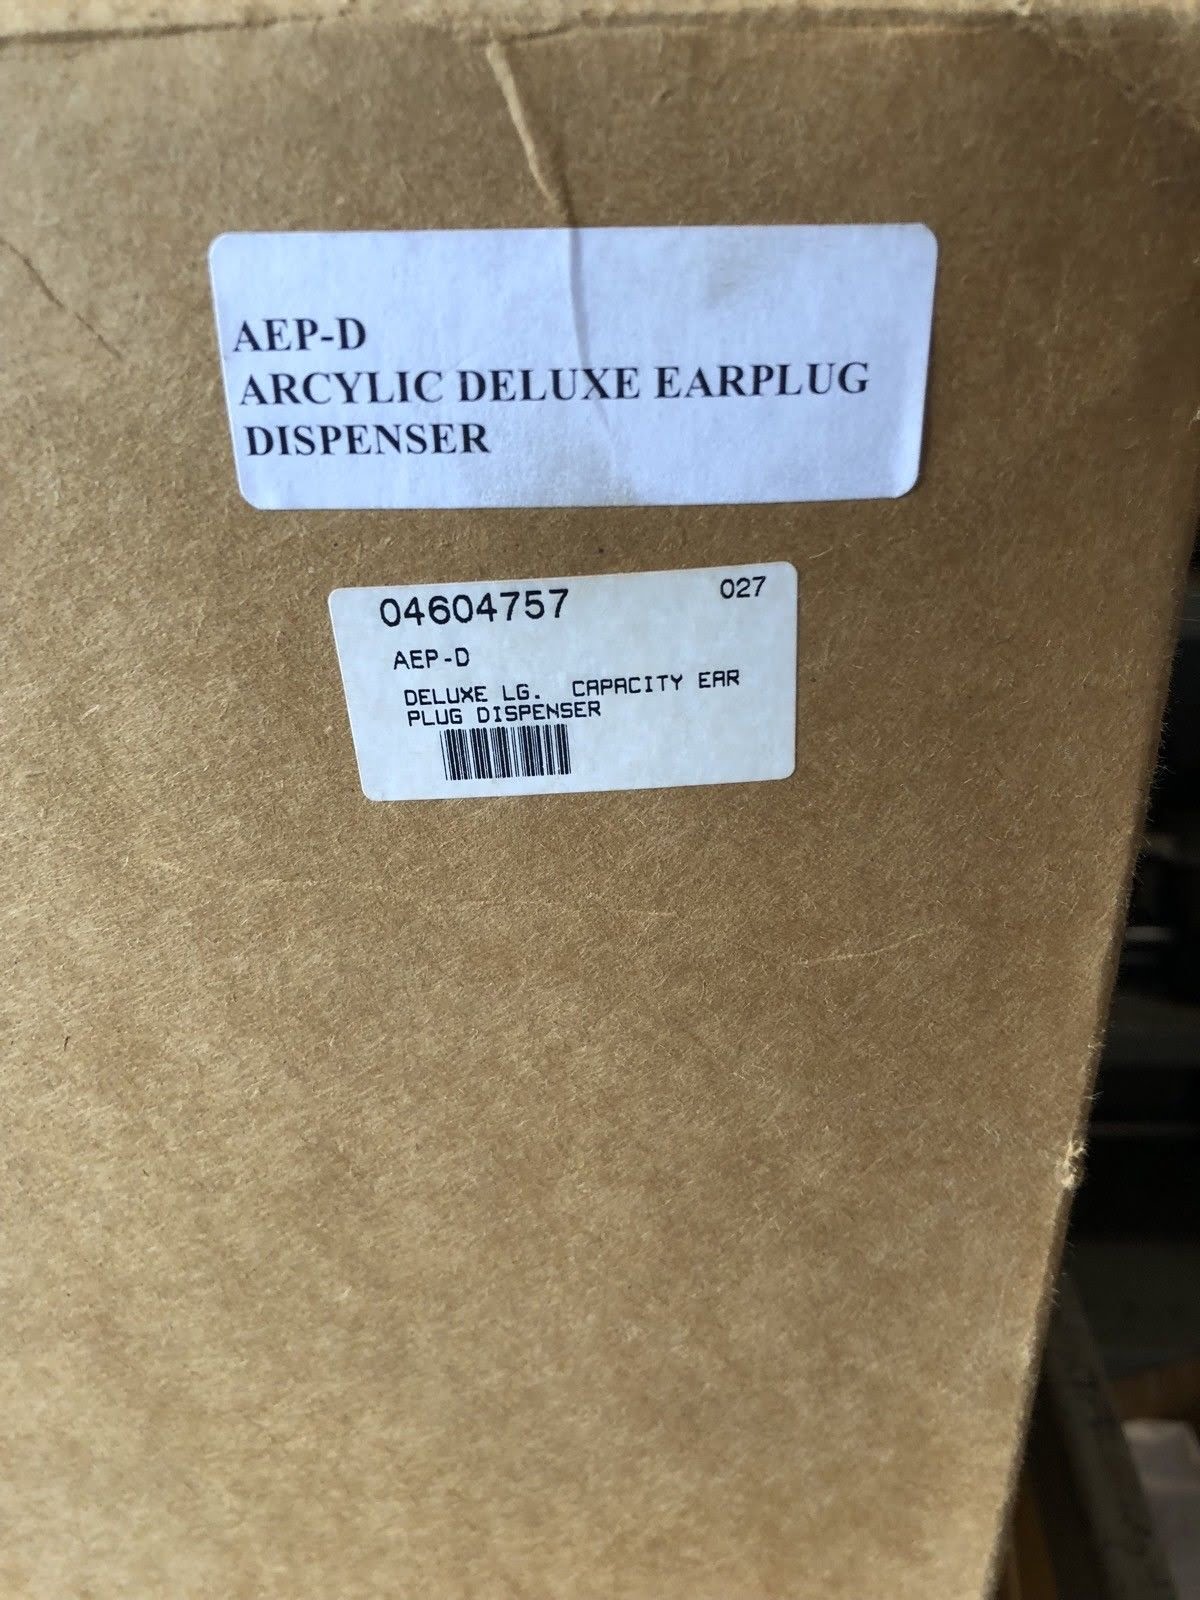 AEP-D
ARCYLIC DELUXE EARPLUG
DISPENSER
04604757 027
AEP-D
DELUXE LG. CAPACITY EAR
PLUG DISPENSER